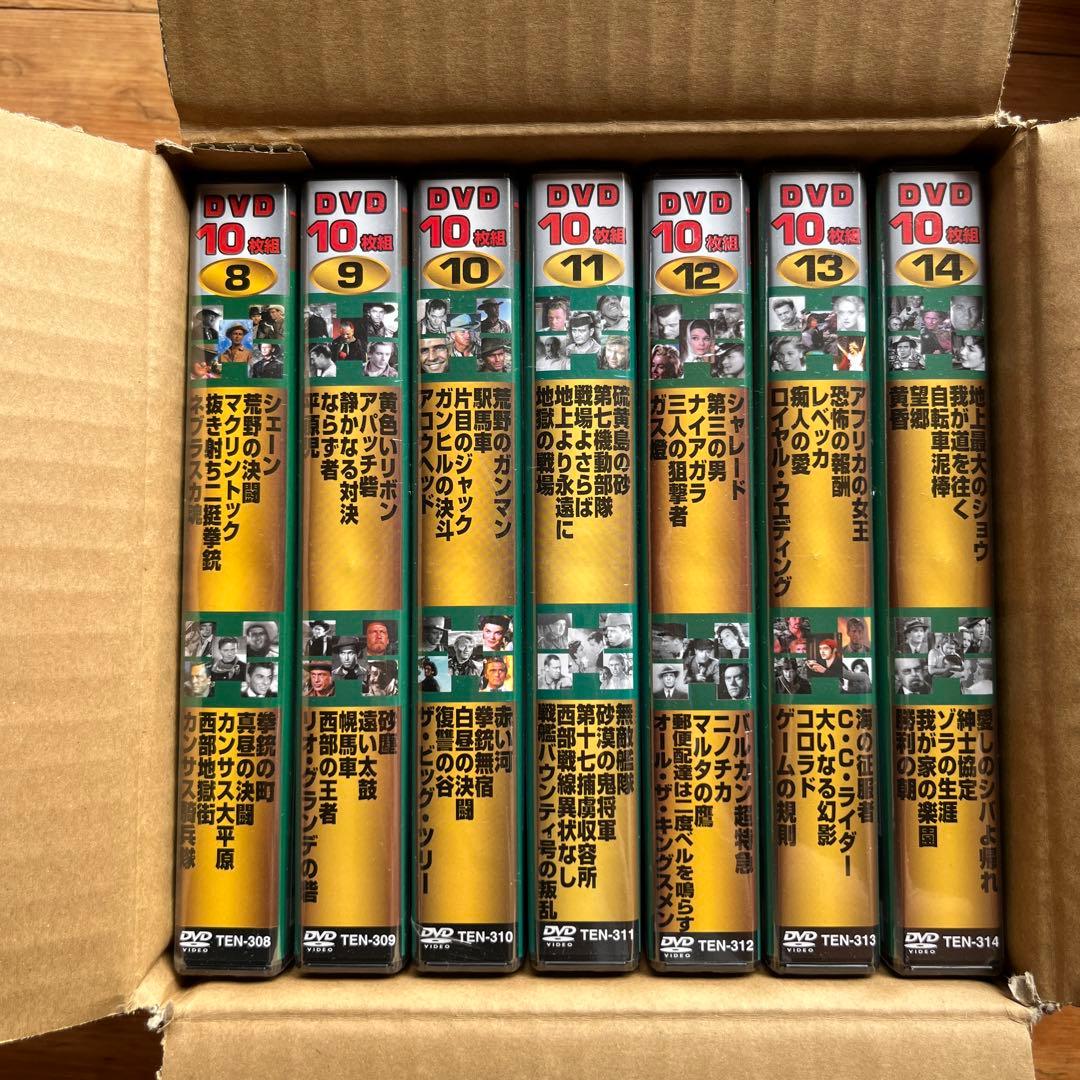 DVD
10枚組
8
シェーン
荒野の決闘
マクリントック
抜き射ち二挺拳銃
ネブラスカ魂
拳銃の町
真昼の決闘
カンサス大平原
西部地獄街
カンサス騎兵隊
DVD VIDEO
TEN-308
DVD
10枚組
9
黄色いリボン
アパッチ砦
静かなる対決
ならず者
平原児
砂塵
遠い太鼓
幌馬車
西部の王者
リオ・グランデの砦
DVD VIDEO
TEN-309
DVD
10枚組
10
荒野のガンマン
駅馬車
片目のジャック
ガンヒルの決斗
アロウヘッド
赤い河
拳銃無宿
白昼の決闘
復讐の谷
ザ・ビッグ・ツリー
DVD VIDEO
TEN-310
DVD
10枚組
11
硫黄島の砂
第七機動部隊
戦場よさらば
地上より永遠に
地獄の戦場
無敵艦隊
砂漠の鬼将軍
第十七捕虜収容所
西部戦線異状なし
戦艦バウンティ号の叛乱
DVD VIDEO
TEN-311
DVD
10枚組
12
シャレード
第三の男
ナイアガラ
三人の狙撃者
ガス燈
バルカン超特急
ニノチカ
マルタの鷹
郵便配達は二度ベルを鳴らす
オール・ザ・キングスメン
DVD VIDEO
TEN-312
DVD
10枚組
13
アフリカの女王
恐怖の報酬
レベッカ
痴人の愛
ロイヤル・ウエディング
海の征服者
C・C・ライダー
大いなる幻影
コロラド
ゲームの規則
DVD VIDEO
TEN-313
DVD
10枚組
14
地上最大のショウ
我が道を往く
自転車泥棒
望郷
黄昏
愛しのシバよ帰れ
紳士協定
ゾラの生涯
我が家の楽園
勝利の朝
DVD VIDEO
TEN-314